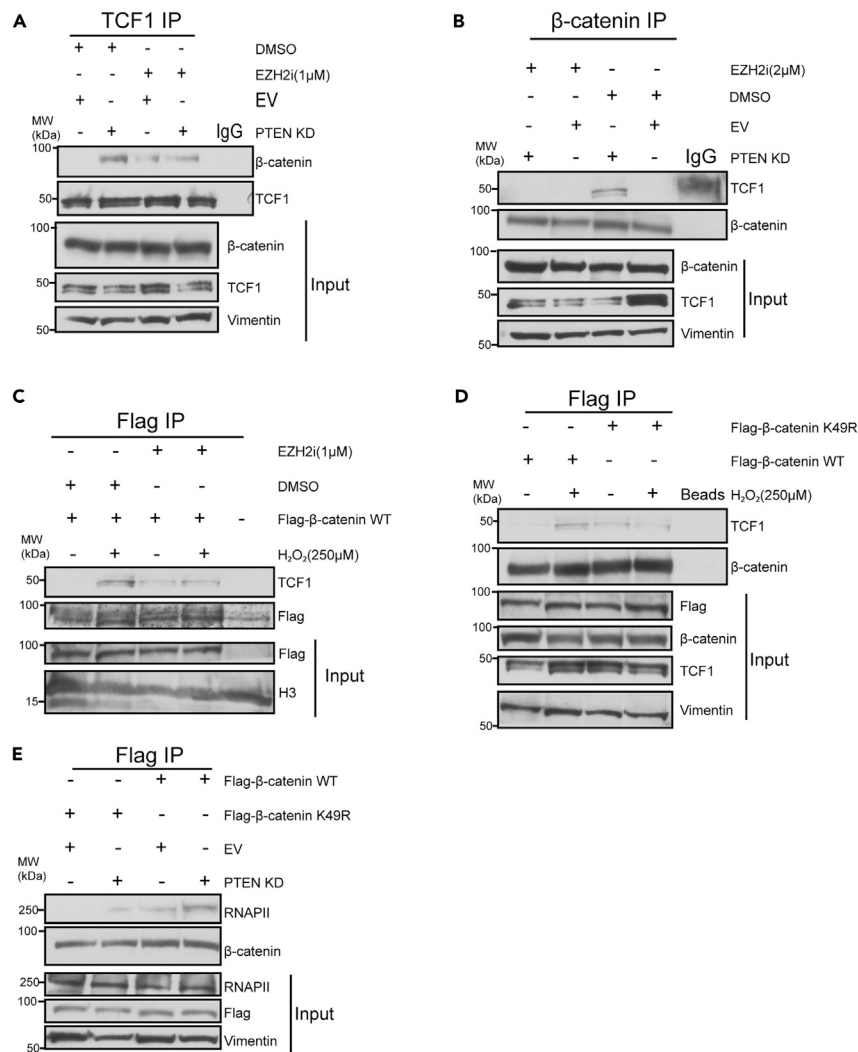 A
TCF1 IP
+ + - - DMSO
- - + + EZH2i(1µM)
+ - + - EV
MW (kDa)
- + - + IgG PTEN KD
100 β-catenin
50 TCF1
100 β-catenin
50 TCF1
50 Vimentin
Input
B
β-catenin IP
+ + - - EZH2i(2µM)
- - + + DMSO
- + - + EV
MW (kDa)
+ - + - IgG PTEN KD
50 TCF1
100 β-catenin
100 β-catenin
50 TCF1
50 Vimentin
Input
C
Flag IP
- - + + EZH2i(1µM)
+ + - - DMSO
+ + + + - Flag-β-catenin WT
MW (kDa)
- + - + H₂O₂(250µM)
50 TCF1
100 Flag
100 Flag
15 H3
Input
D
Flag IP
- - + + Flag-β-catenin K49R
+ + - - Flag-β-catenin WT
MW (kDa)
- + - + Beads H₂O₂(250µM)
50 TCF1
100 β-catenin
100 Flag
100 β-catenin
50 TCF1
50 Vimentin
Input
E
Flag IP
- - + + Flag-β-catenin WT
+ + - - Flag-β-catenin K49R
+ - + - EV
MW (kDa)
- + - + PTEN KD
250 RNAPII
100 β-catenin
250 RNAPII
100 Flag
50 Vimentin
Input